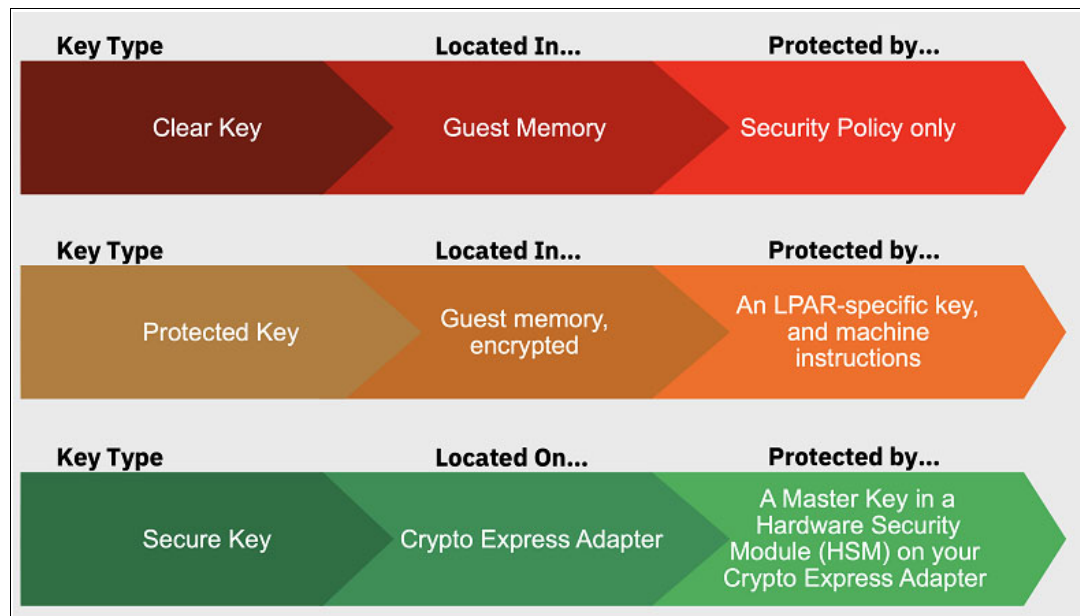 Key Type Located In... Protected by...
Clear Key Guest Memory Security Policy only
Key Type Located In... Protected by...
Protected Key
Guest memory,
encrypted
An LPAR-specific key,
and machine
instructions
Key Type Located On... Protected by...
Secure Key
Crypto Express Adapter
A Master Key in a
Hardware Security
Module (HSM) on your
Crypto Express Adapter